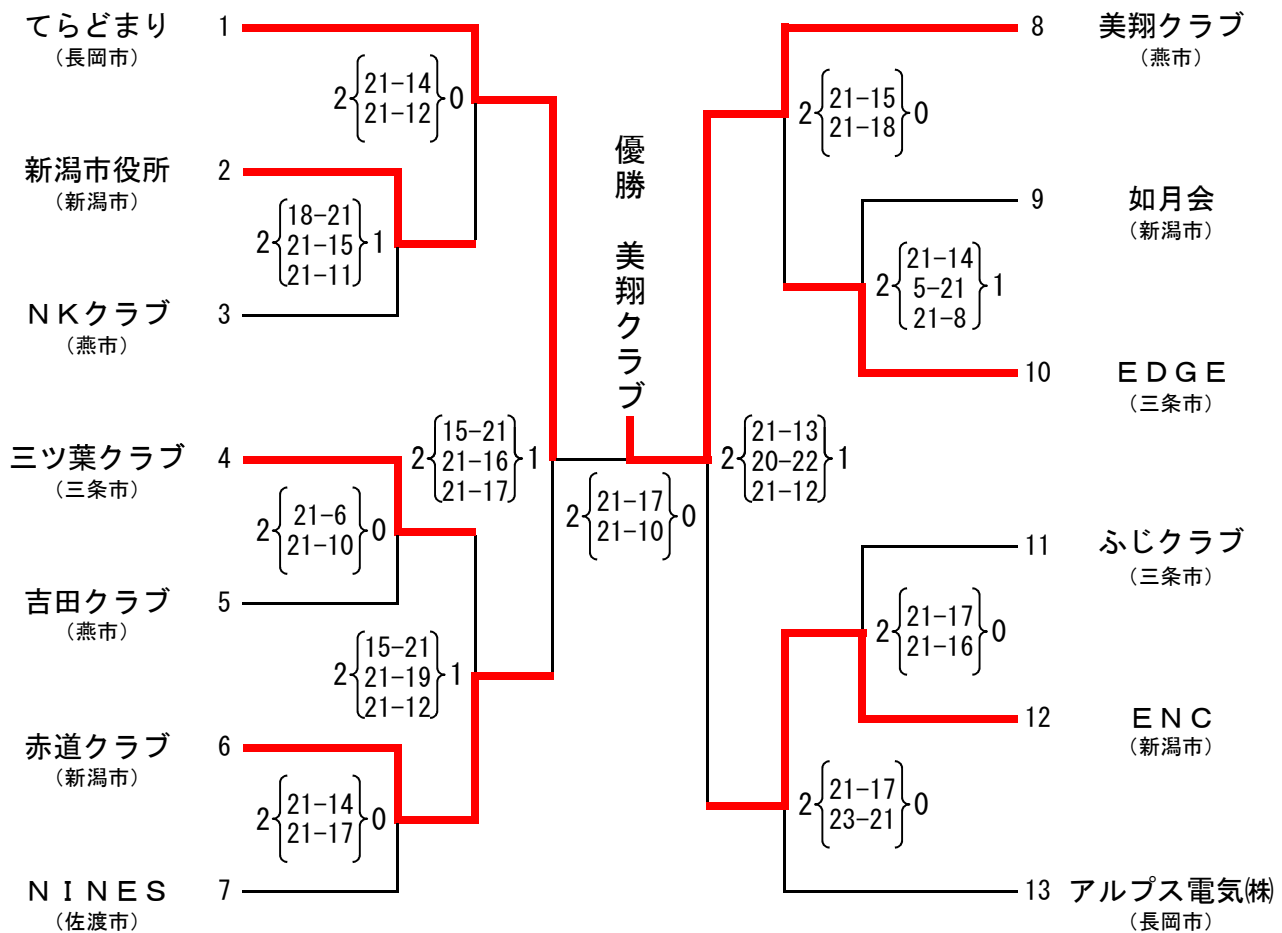 てらどまり 1
（長岡市）
2 21−14 0
21−12
新潟市役所 2
（新潟市）
18−21
2 21−15 1
21−11
ＮＫクラブ 3
（燕市）
三ツ葉クラブ 4
（三条市）
15−21
2 21−16 1
21−17
2 21−6 0
21−10
吉田クラブ 5
（燕市）
15−21
2 21−19 1
21−12
赤道クラブ 6
（新潟市）
2 21−14 0
21−17
ＮＩＮＥＳ 7
（佐渡市）
優勝　美翔クラブ
2 21−17 0
21−10
8 美翔クラブ
（燕市）
2 21−15 0
21−18
9 如月会
（新潟市）
21−14
2 5−21 1
21−8
10 ＥＤＧＥ
（三条市）
21−13
2 20−22 1
21−12
11 ふじクラブ
（三条市）
2 21−17 0
21−16
12 ＥＮＣ
（新潟市）
2 21−17 0
23−21
13 アルプス電気㈱
（長岡市）